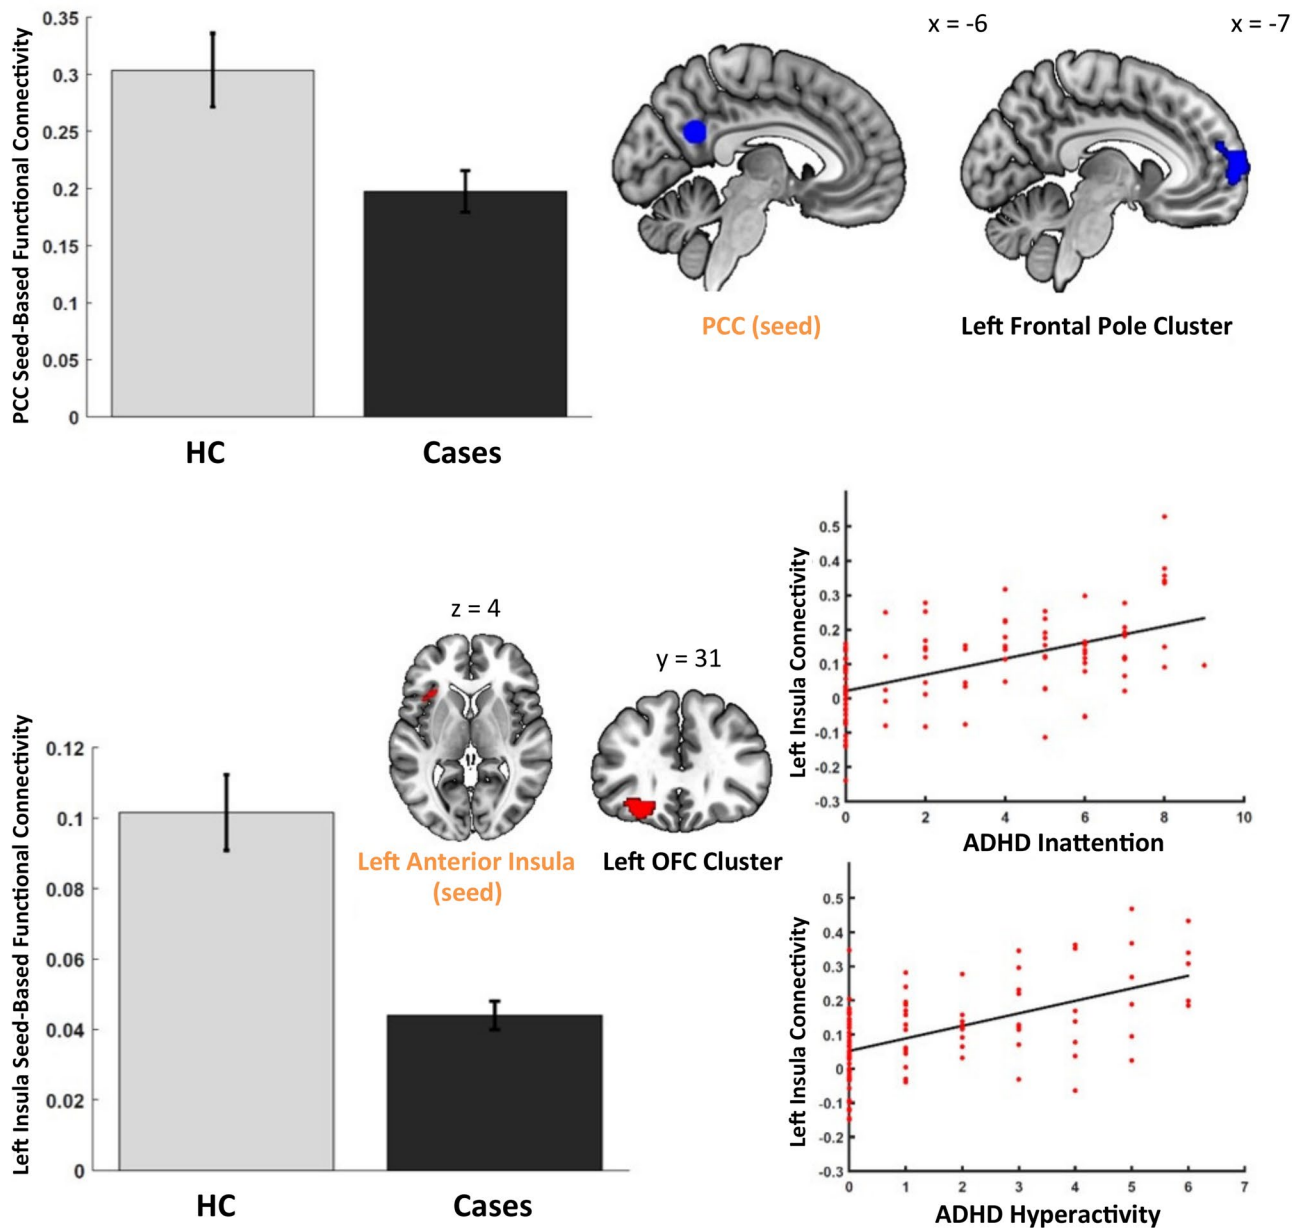 PCC Seed-Based Functional Connectivity
0.35
0.3
0.25
0.2
0.15
0.1
0.05
0
HC
Cases
x = -6
x = -7
PCC (seed)
Left Frontal Pole Cluster
Left Insula Seed-Based Functional Connectivity
0.12
0.1
0.08
0.06
0.04
0.02
0
HC
Cases
z = 4
y = 31
Left Anterior Insula
(seed)
Left OFC Cluster
Left Insula Connectivity
0.5
0.4
0.3
0.2
0.1
0
-0.1
-0.2
-0.3
0 2 4 6 8 10
ADHD Inattention
Left Insula Connectivity
0.5
0.4
0.3
0.2
0.1
0
-0.1
-0.2
-0.3
0 1 2 3 4 5 6 7
ADHD Hyperactivity